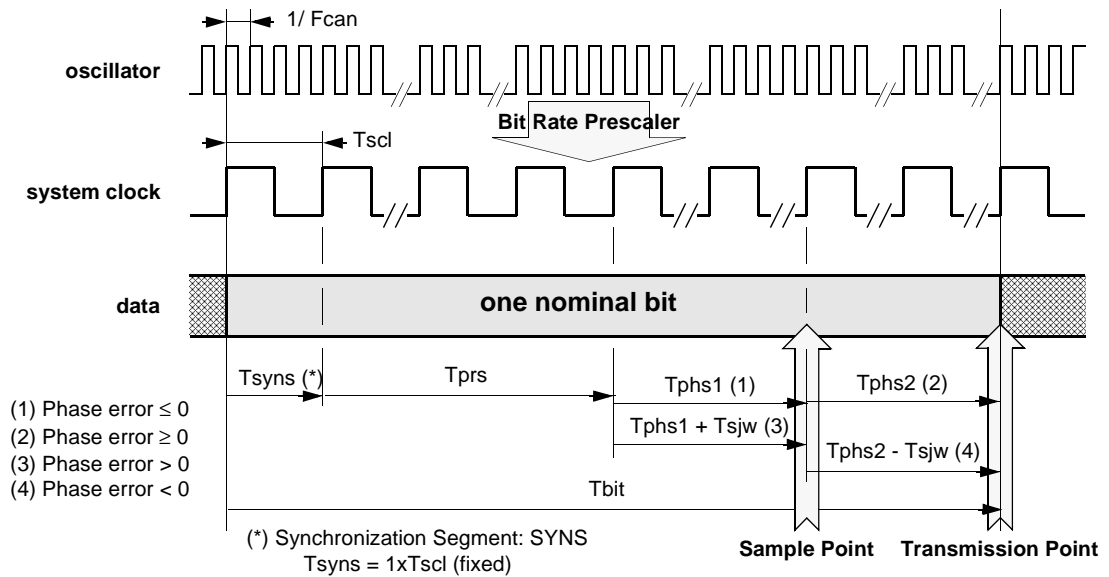 1/ Fcan
oscillator
Bit Rate Prescaler
Tscl
system clock
data
one nominal bit
Tsyns (*)
Tprs
Tphs1 (1)
Tphs2 (2)
(1) Phase error ≤ 0
(2) Phase error ≥ 0
(3) Phase error > 0
(4) Phase error < 0
Tphs1 + Tsjw (3)
Tphs2 - Tsjw (4)
Tbit
(*) Synchronization Segment: SYNS
Tsyns = 1xTscl (fixed)
Sample Point
Transmission Point